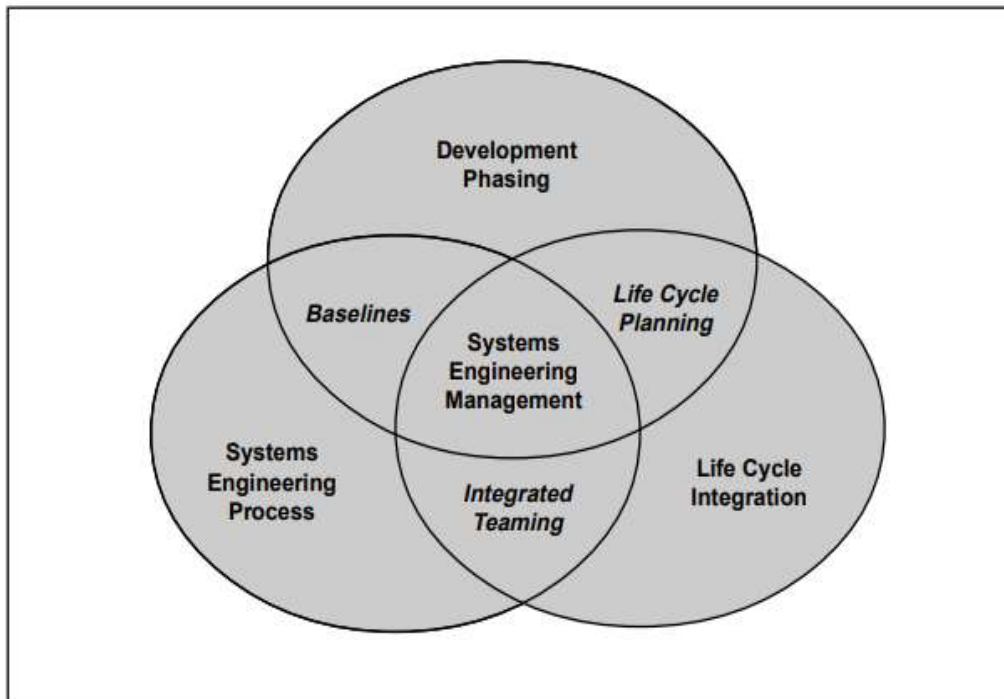 Development
Phasing
Baselines
Life Cycle
Planning
Systems
Engineering
Management
Systems
Engineering
Process
Life Cycle
Integration
Integrated
Teaming